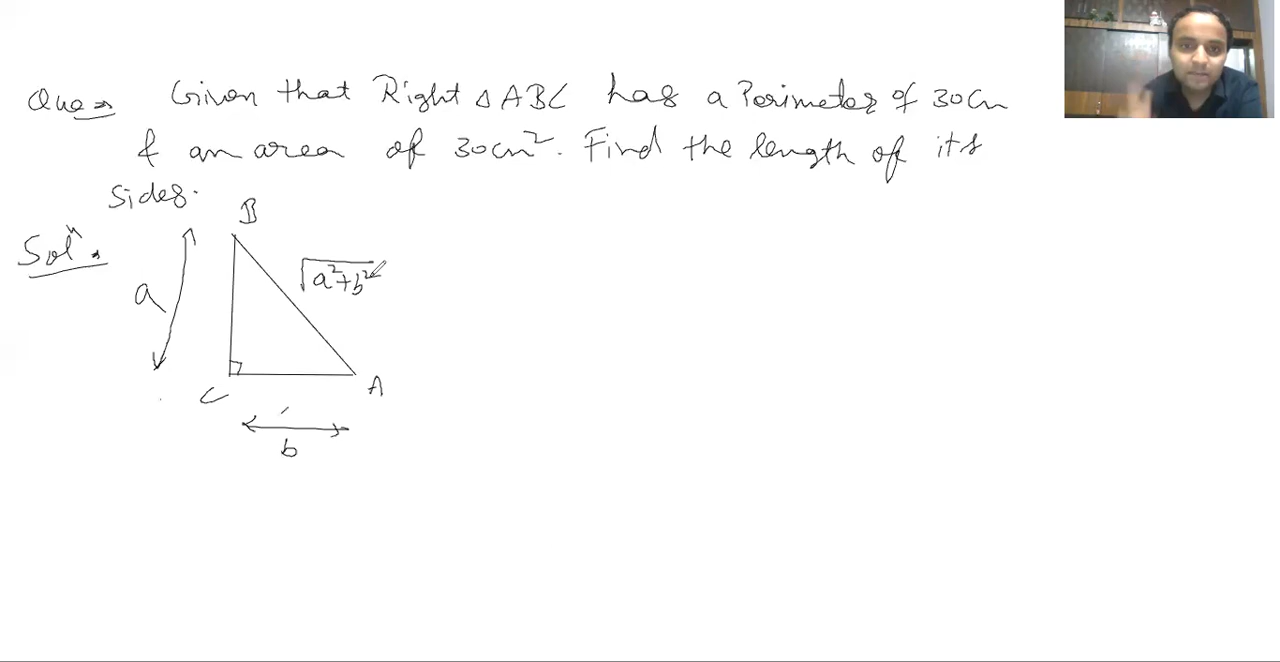 Que ⇒ Given that Right △ ABC has a Perimeter of 30cm
& an area of 30cm². Find the length of its
sides.
Solⁿ ⇒
B
a
√a²+b²
C
A
b